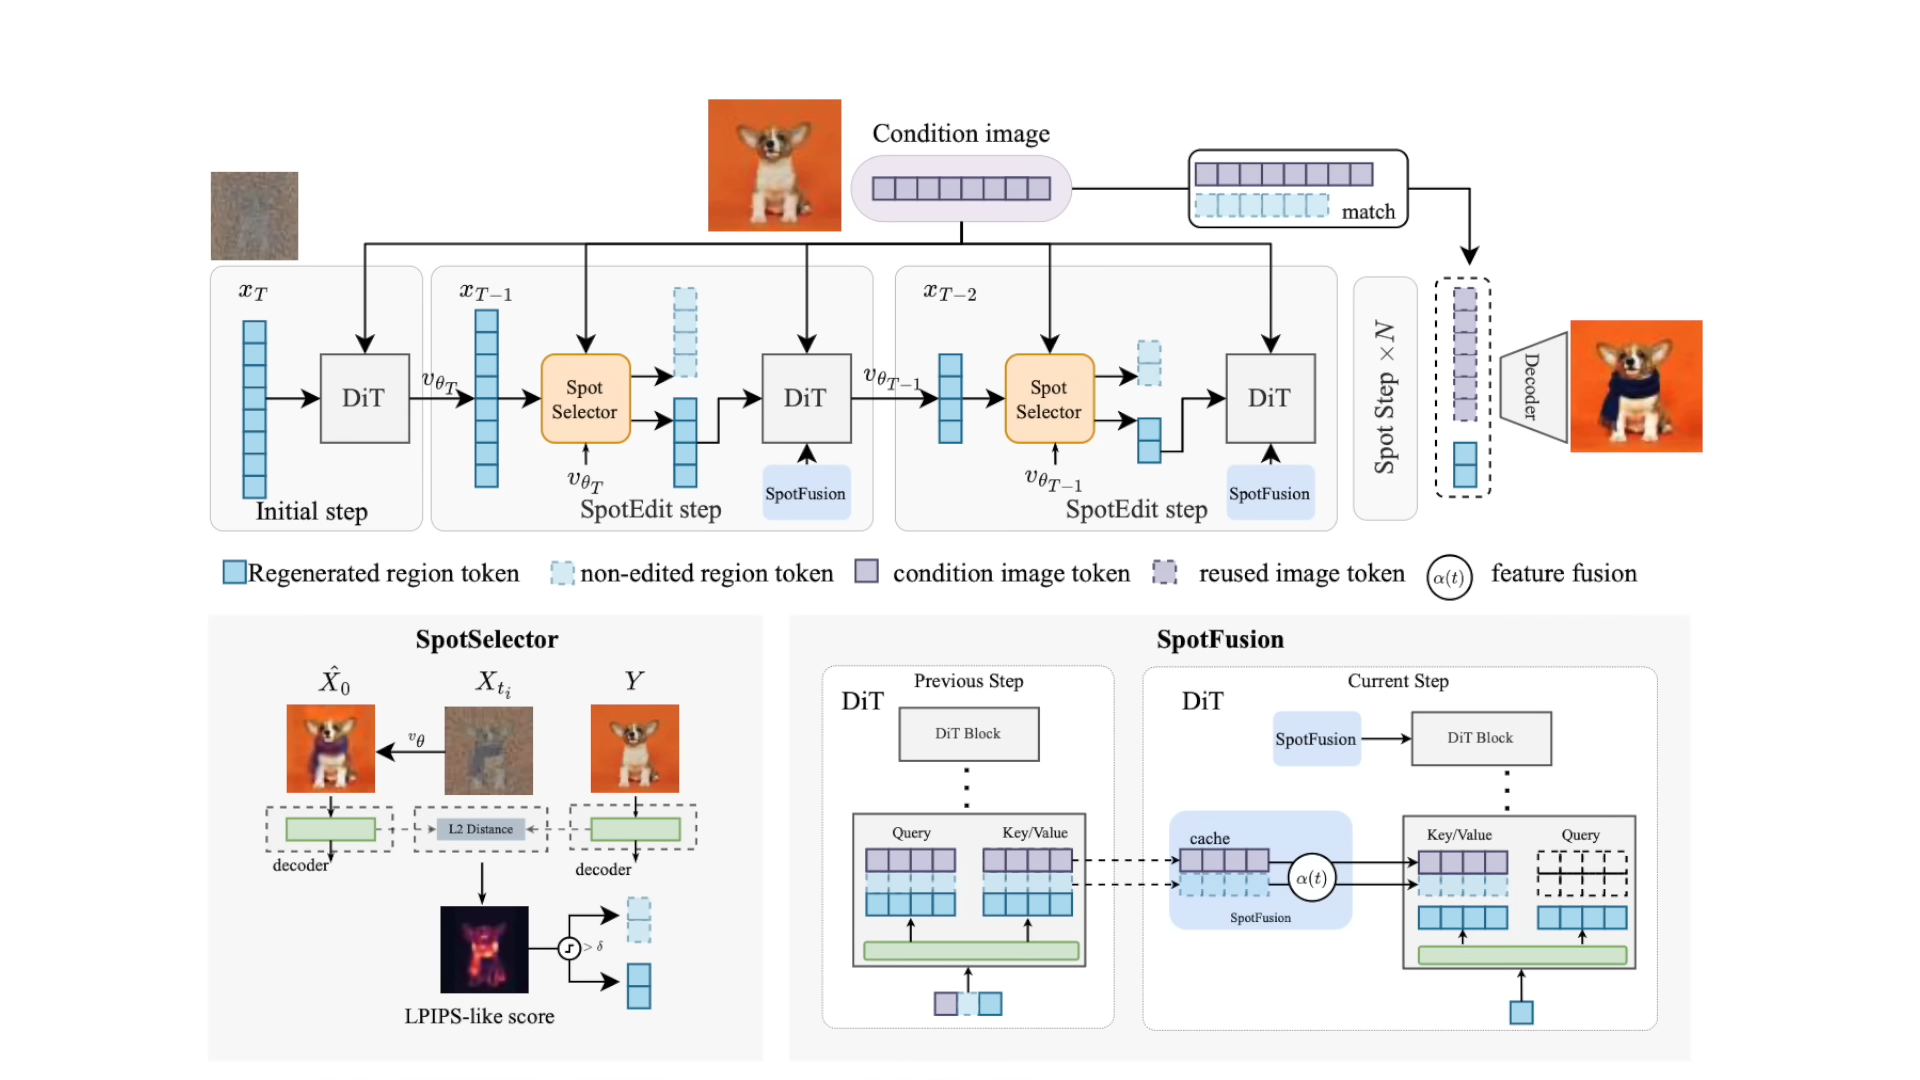 Condition image
match
x_T
x_{T−1}
x_{T−2}
DiT
v_{θ_T}
Spot
Selector
DiT
v_{θ_{T−1}}
Spot
Selector
DiT
v_{θ_T}
v_{θ_{T−1}}
SpotFusion
SpotFusion
Initial step
SpotEdit step
SpotEdit step
Spot Step ×N
Decoder
Regenerated region token
non-edited region token
condition image token
reused image token
α(t)
feature fusion
SpotSelector
X̂_0
X_{t_i}
Y
v_θ
L2 Distance
decoder
decoder
> δ
LPIPS-like score
SpotFusion
Previous Step
DiT
DiT Block
Query
Key/Value
Current Step
DiT
SpotFusion
DiT Block
cache
α(t)
SpotFusion
Key/Value
Query